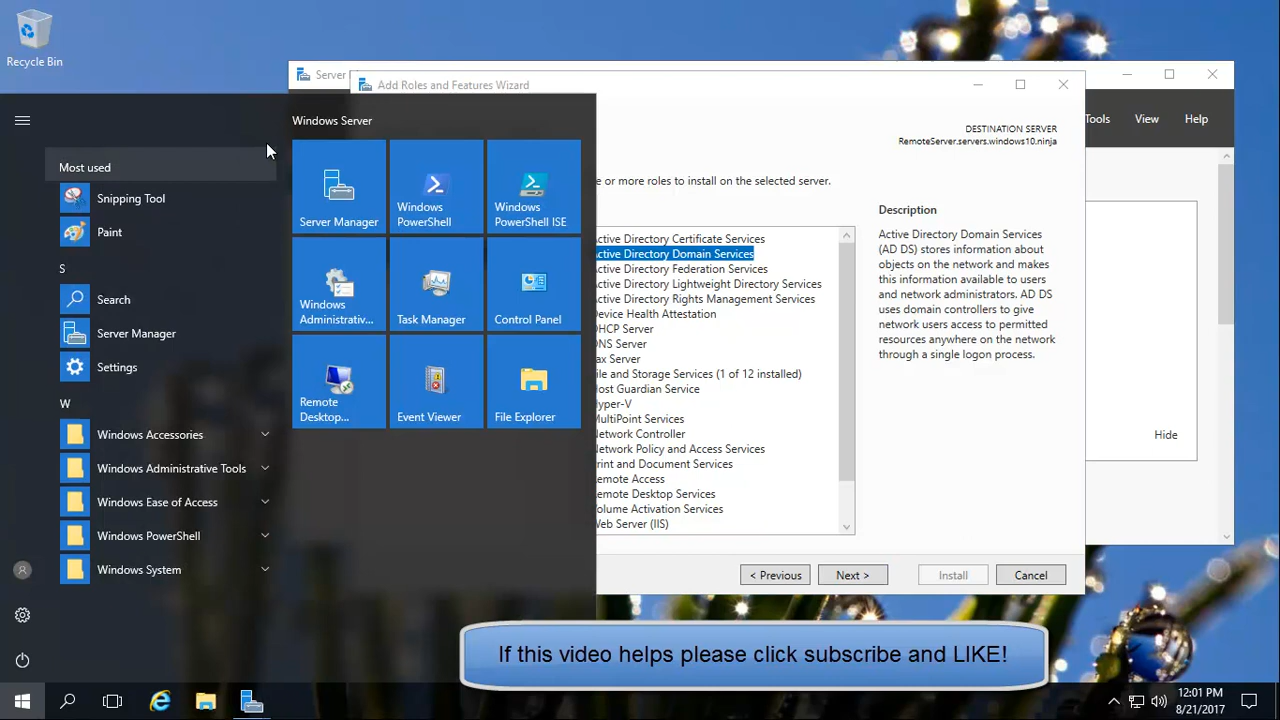 Recycle Bin
Server
Add Roles and Features Wizard
Tools
View
Help
DESTINATION SERVER
RemoteServer.servers.windows10.ninja
e or more roles to install on the selected server.
Windows Server
Most used
Snipping Tool
Paint
S
Search
Server Manager
Settings
W
Windows Accessories
Windows Administrative Tools
Windows Ease of Access
Windows PowerShell
Windows System
Server Manager
Windows
PowerShell
Windows
PowerShell ISE
Windows
Administrativ...
Task Manager
Control Panel
Remote
Desktop...
Event Viewer
File Explorer
ctive Directory Certificate Services
ctive Directory Domain Services
ctive Directory Federation Services
ctive Directory Lightweight Directory Services
ctive Directory Rights Management Services
evice Health Attestation
HCP Server
NS Server
ax Server
ile and Storage Services (1 of 12 installed)
ost Guardian Service
yper-V
MultiPoint Services
etwork Controller
etwork Policy and Access Services
rint and Document Services
emote Access
emote Desktop Services
olume Activation Services
Web Server (IIS)
Description
Active Directory Domain Services
(AD DS) stores information about
objects on the network and makes
this information available to users
and network administrators. AD DS
uses domain controllers to give
network users access to permitted
resources anywhere on the network
through a single logon process.
Hide
< Previous
Next >
Install
Cancel
If this video helps please click subscribe and LIKE!
12:01 PM
8/21/2017